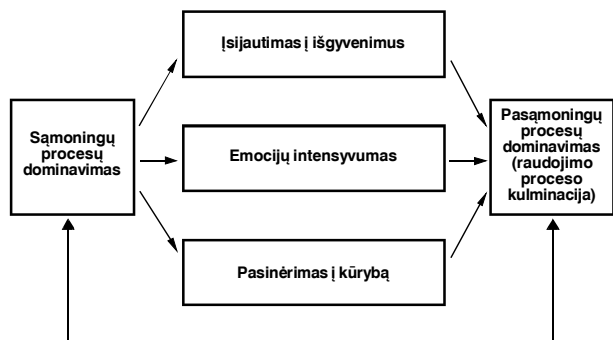 Įsijautimas į išgyvenimus
Sąmoningų
procesų
dominavimas
Emocijų intensyvumas
Pasinėrimas į kūrybą
Pasąmoningų
procesų
dominavimas
(raudojimo
proceso
kulminacija)